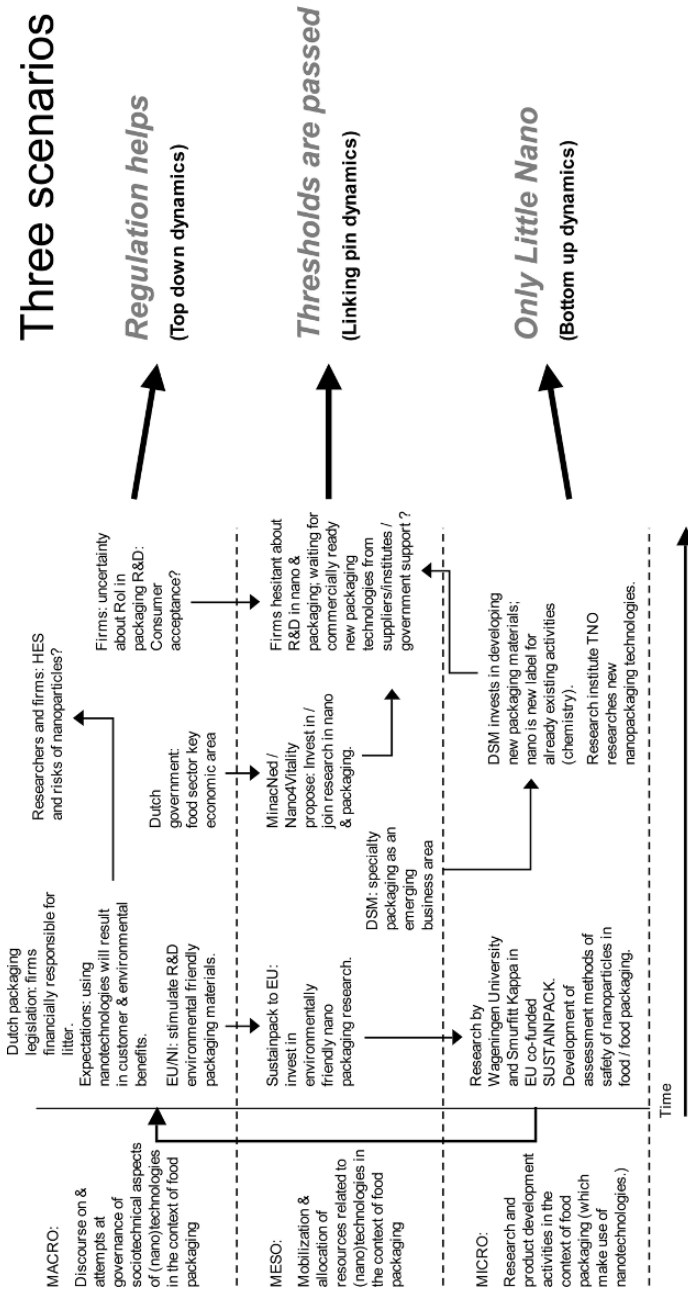 Three scenarios
MACRO:
Discourse on &
attempts at
governance of
sociotechnical aspects
of (nano)technologies
in the context of food
packaging
Dutch packaging
legislation: firms
financially responsible for
litter.
Expectations: using
nanotechnologies will result
in customer & environmental
benefits.
EU/NI: stimulate R&D
environmental friendly
packaging materials.
Researchers and firms: HES
and risks of nanoparticles?
Dutch
government:
food sector key
economic area
Firms: uncertainty
about RoI in
packaging R&D:
Consumer
acceptance?
Regulation helps
(Top down dynamics)
MESO:
Mobilization &
allocation of
resources related to
(nano)technologies in
the context of food
packaging
Sustainpack to EU:
invest in
environmentally
friendly nano
packaging research.
MinacNed /
Nano4Vitality
propose: Invest in /
join research in nano
& packaging.
DSM: specialty
packaging as an
emerging
business area
Firms hesitant about
R&D in nano &
packaging; waiting for
commercially ready
new packaging
technologies from
suppliers/institutes /
government support ?
Thresholds are passed
(Linking pin dynamics)
MICRO:
Research and
product development
activities in the
context of food
packaging (which
make use of
nanotechnologies.)
Research by
Wageningen University
and Smurfitt Kappa in
EU co-funded
SUSTAINPACK.
Development of
assessment methods of
safety of nanoparticles in
food / food packaging.
DSM invests in developing
new packaging materials;
nano is new label for
already existing activities
(chemistry).
Research institute TNO
researches new
nanopackaging technologies.
Only Little Nano
(Bottom up dynamics)
Time